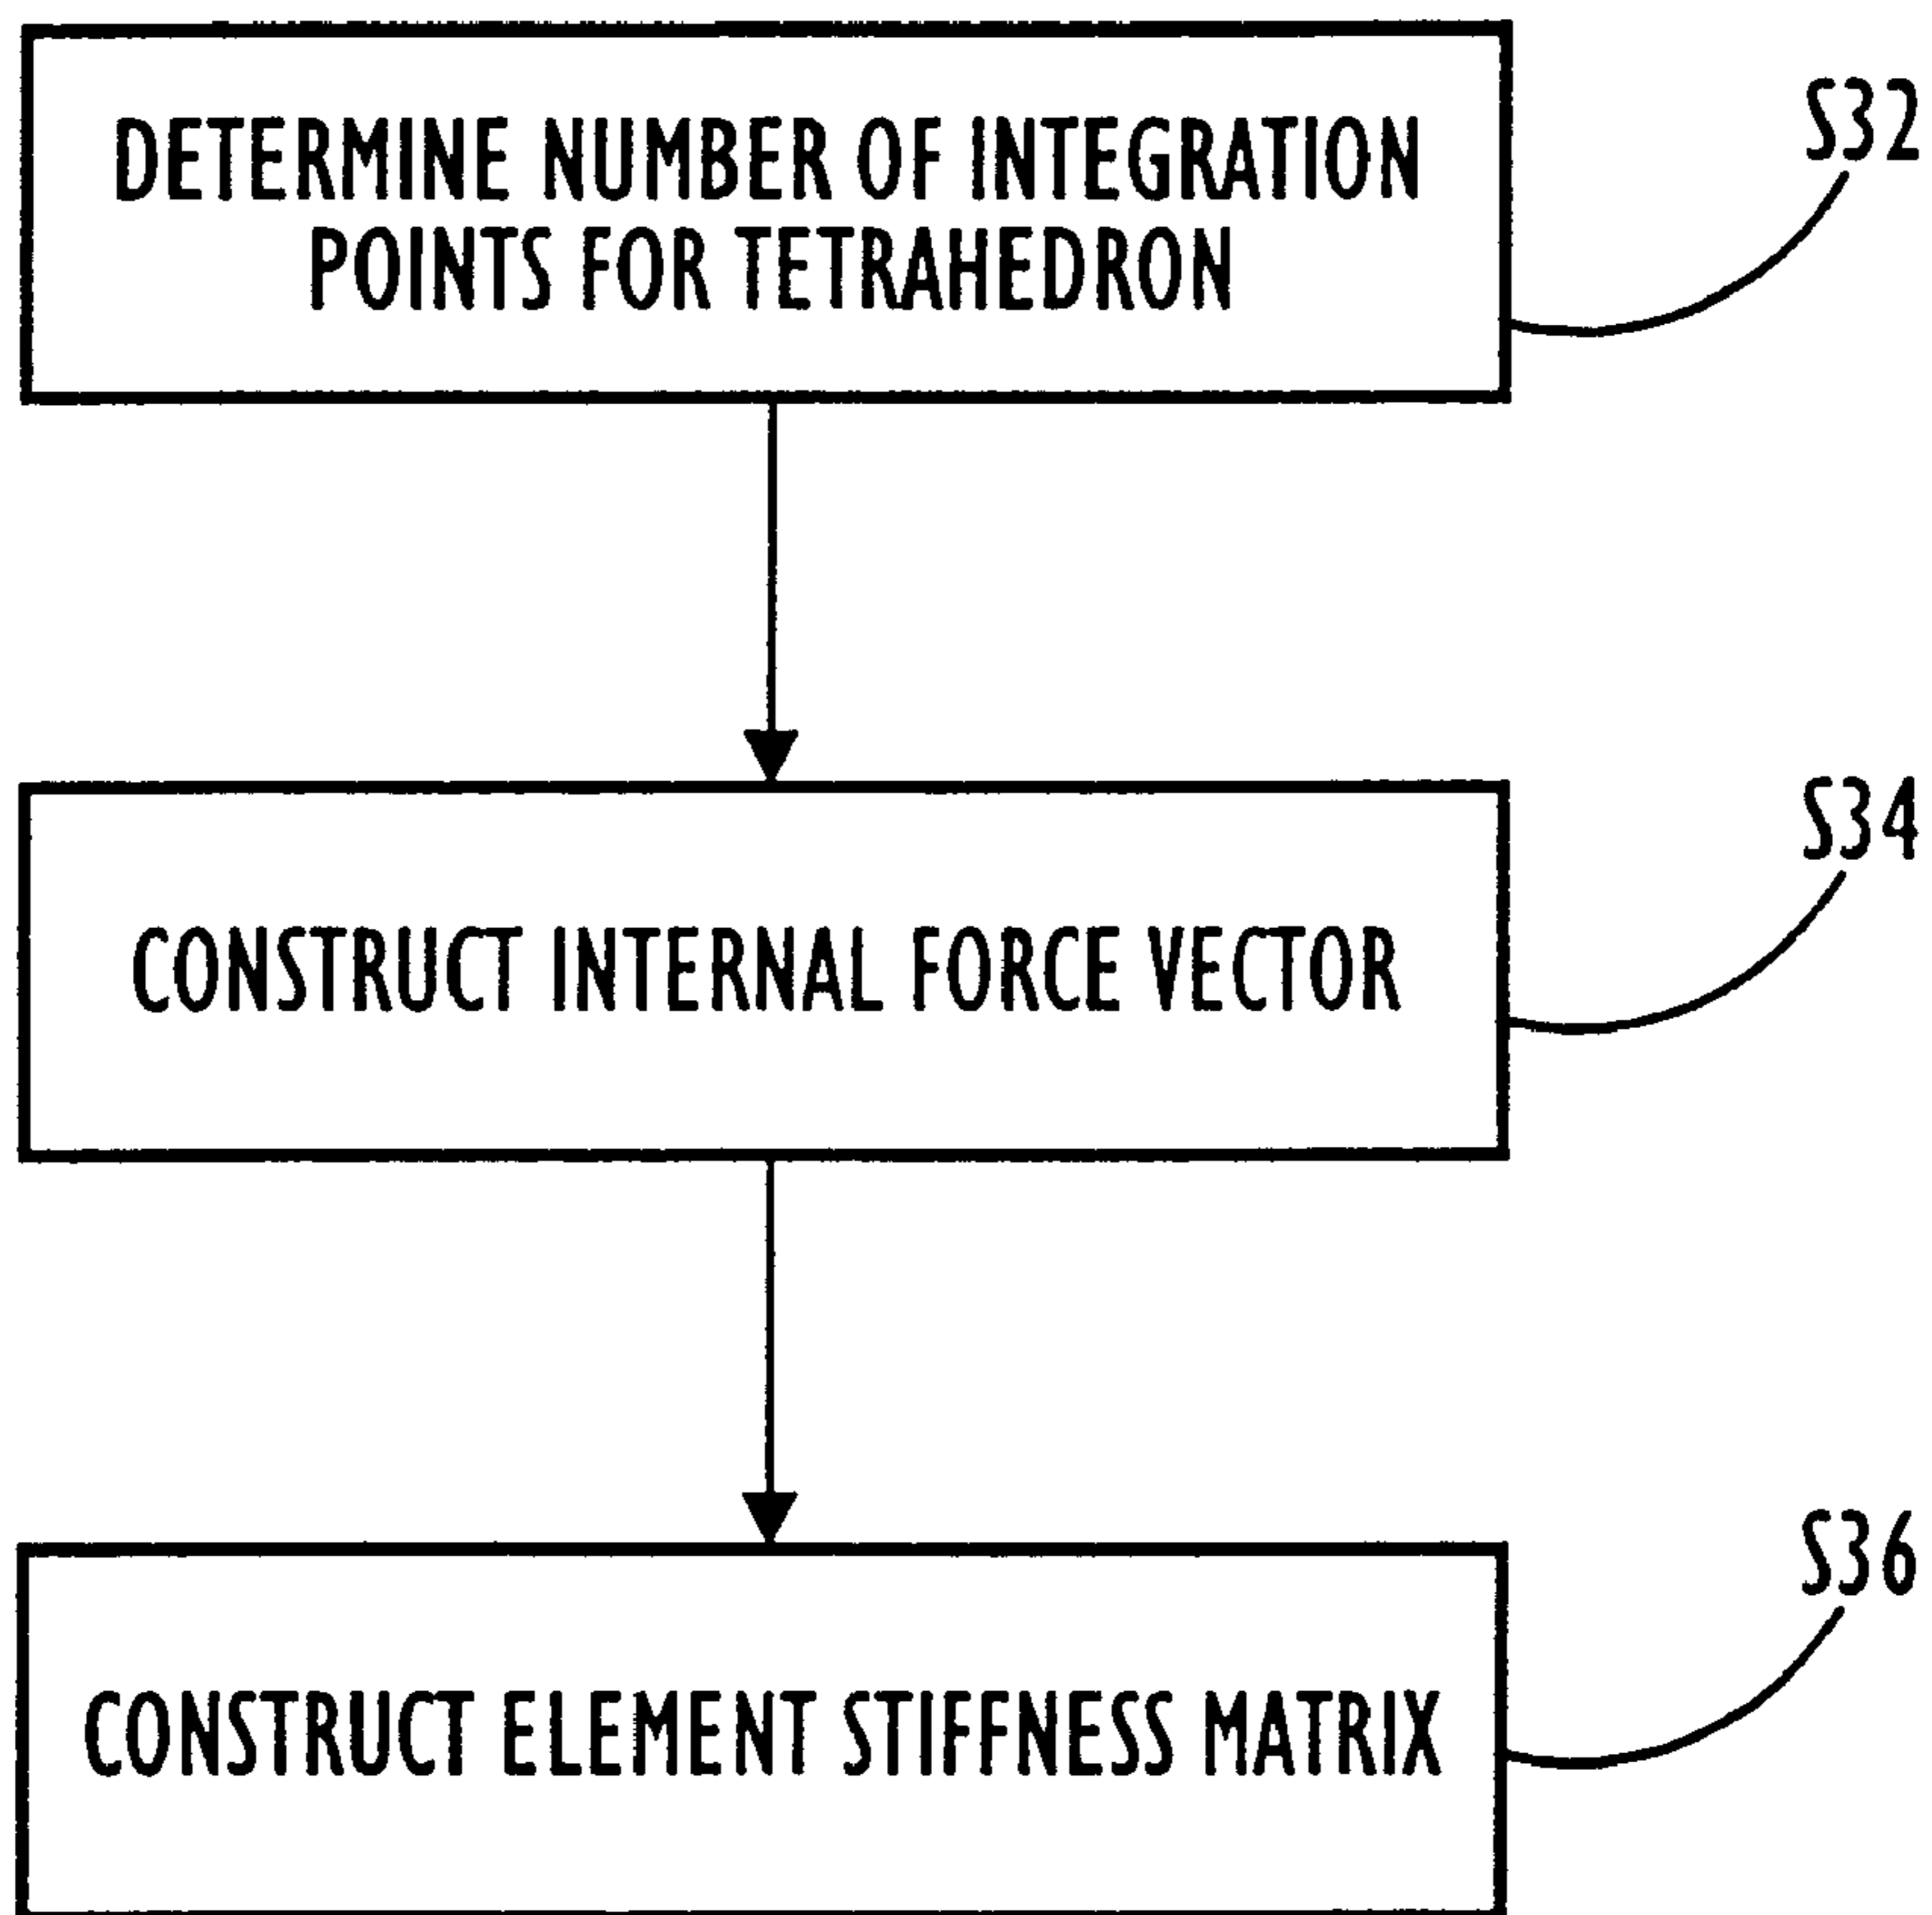 DETERMINE NUMBER OF INTEGRATION
POINTS FOR TETRAHEDRON
S32
CONSTRUCT INTERNAL FORCE VECTOR
S34
CONSTRUCT ELEMENT STIFFNESS MATRIX
S36